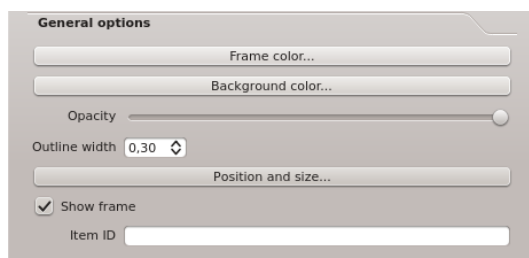 General options
Frame color...
Background color...
Opacity
Outline width 0,30
Position and size...
Show frame
Item ID